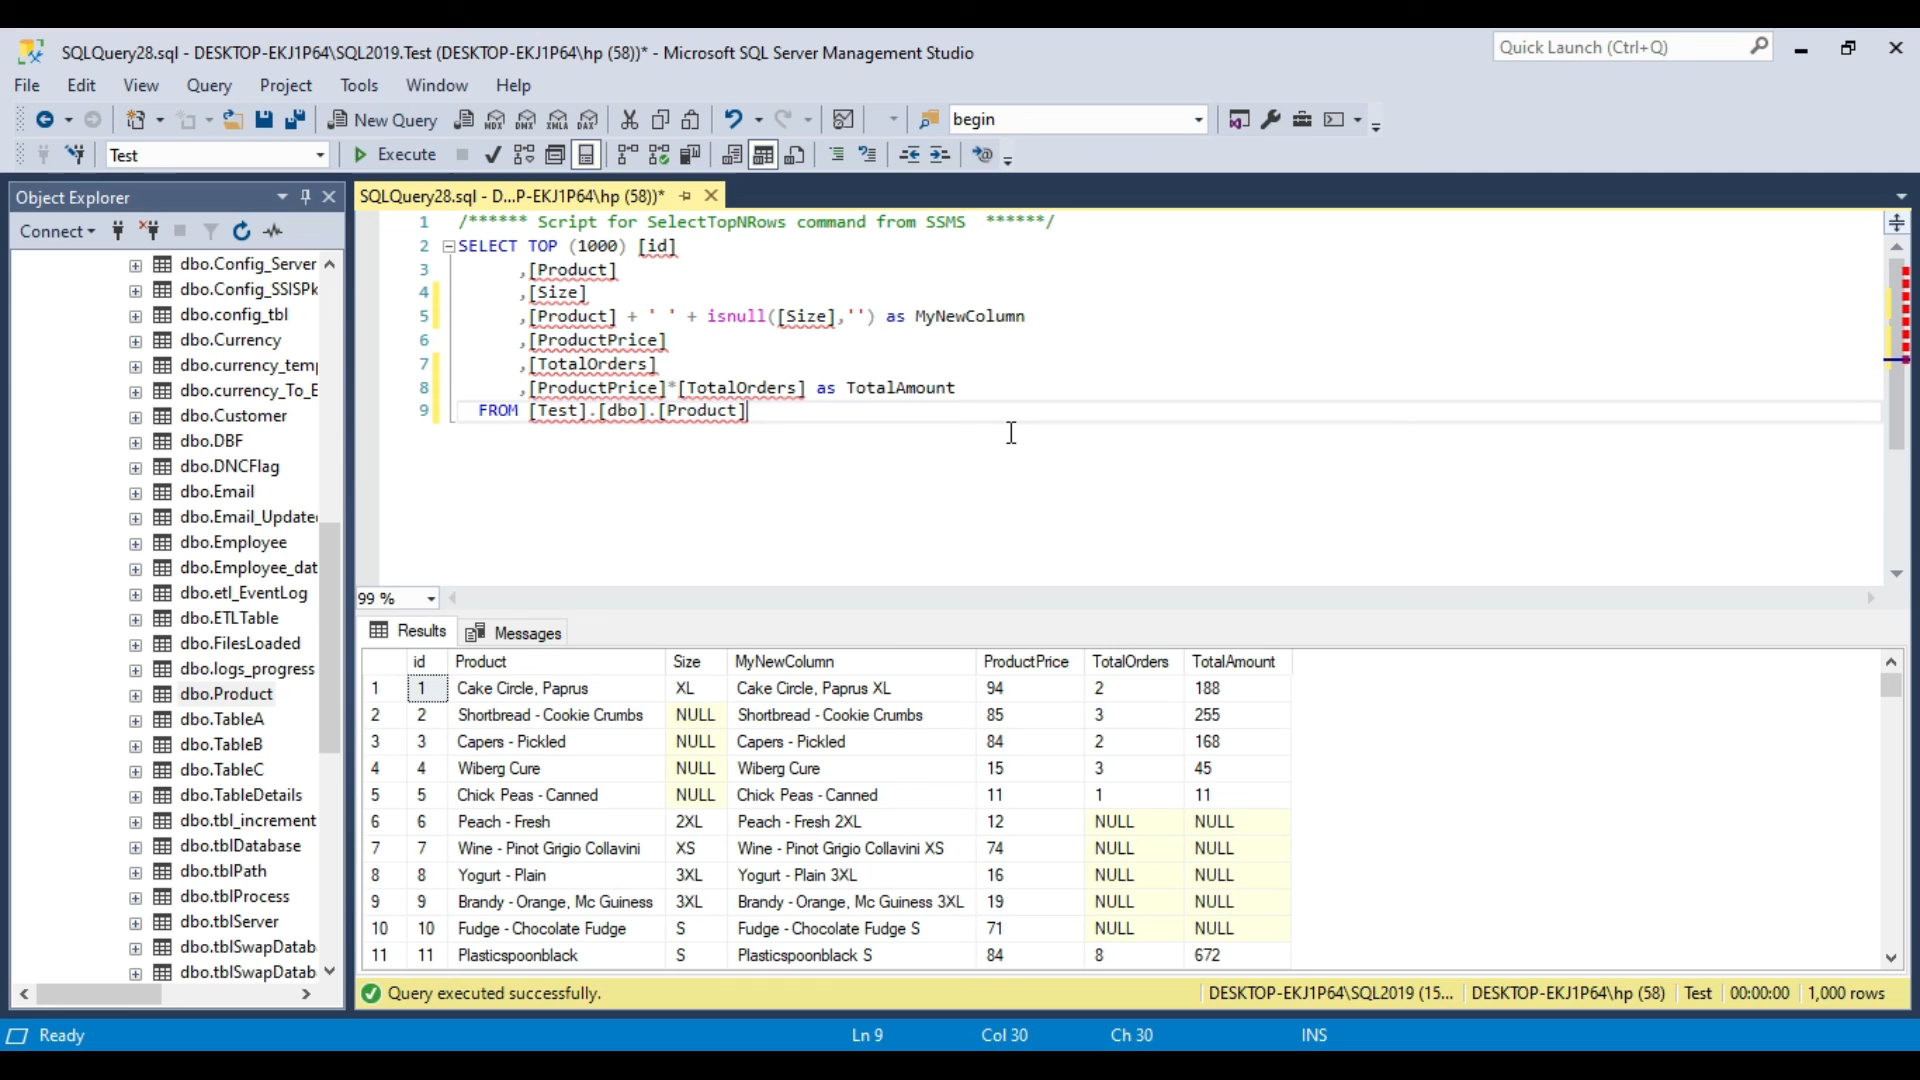 SQLQuery28.sql - DESKTOP-EKJ1P64\SQL2019.Test (DESKTOP-EKJ1P64\hp (58))* - Microsoft SQL Server Management Studio
Quick Launch (Ctrl+Q)
File Edit View Query Project Tools Window Help
New Query MDX DMX XMLA DAX begin
Test Execute
Object Explorer
Connect
dbo.Config_Server
dbo.Config_SSISPk
dbo.config_tbl
dbo.Currency
dbo.currency_temp
dbo.currency_To_E
dbo.Customer
dbo.DBF
dbo.DNCFlag
dbo.Email
dbo.Email_Update
dbo.Employee
dbo.Employee_dat
dbo.etl_EventLog
dbo.ETLTable
dbo.FilesLoaded
dbo.logs_progress
dbo.Product
dbo.TableA
dbo.TableB
dbo.TableC
dbo.TableDetails
dbo.tbl_increment
dbo.tblDatabase
dbo.tblPath
dbo.tblProcess
dbo.tblServer
dbo.tblSwapDatab
dbo.tblSwapDatab
SQLQuery28.sql - D...P-EKJ1P64\hp (58))*
1 /****** Script for SelectTopNRows command from SSMS ******/
2 SELECT TOP (1000) [id]
3 ,[Product]
4 ,[Size]
5 ,[Product] + ' ' + isnull([Size],'') as MyNewColumn
6 ,[ProductPrice]
7 ,[TotalOrders]
8 ,[ProductPrice]*[TotalOrders] as TotalAmount
9 FROM [Test].[dbo].[Product]
99 %
Results Messages
id Product Size MyNewColumn ProductPrice TotalOrders TotalAmount
1 1 Cake Circle, Paprus XL Cake Circle, Paprus XL 94 2 188
2 2 Shortbread - Cookie Crumbs NULL Shortbread - Cookie Crumbs 85 3 255
3 3 Capers - Pickled NULL Capers - Pickled 84 2 168
4 4 Wiberg Cure NULL Wiberg Cure 15 3 45
5 5 Chick Peas - Canned NULL Chick Peas - Canned 11 1 11
6 6 Peach - Fresh 2XL Peach - Fresh 2XL 12 NULL NULL
7 7 Wine - Pinot Grigio Collavini XS Wine - Pinot Grigio Collavini XS 74 NULL NULL
8 8 Yogurt - Plain 3XL Yogurt - Plain 3XL 16 NULL NULL
9 9 Brandy - Orange, Mc Guiness 3XL Brandy - Orange, Mc Guiness 3XL 19 NULL NULL
10 10 Fudge - Chocolate Fudge S Fudge - Chocolate Fudge S 71 NULL NULL
11 11 Plasticspoonblack S Plasticspoonblack S 84 8 672
Query executed successfully. DESKTOP-EKJ1P64\SQL2019 (15... DESKTOP-EKJ1P64\hp (58) Test 00:00:00 1,000 rows
Ready Ln 9 Col 30 Ch 30 INS